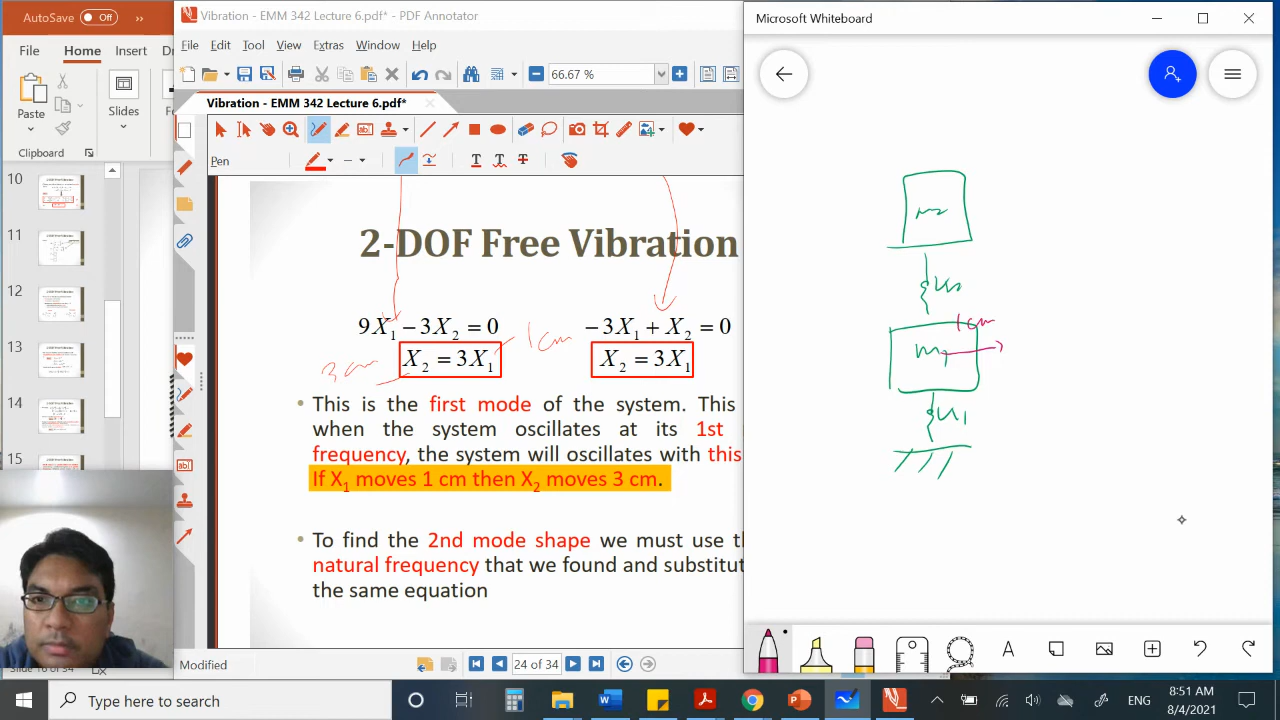 AutoSave Off
File Home Insert
Paste
Slides
Clipboard
10
11
12
13
14
15
Vibration - EMM 342 Lecture 6.pdf* - PDF Annotator
File Edit Tool View Extras Window Help
66.67 %
Vibration - EMM 342 Lecture 6.pdf*
Pen
2-DOF Free Vibration
9X1 − 3X2 = 0
−3X1 + X2 = 0
X2 = 3X1
X2 = 3X1
3 cm
1 cm
• This is the first mode of the system. This
when the system oscillates at its 1st
frequency, the system will oscillates with this
If X1 moves 1 cm then X2 moves 3 cm.
• To find the 2nd mode shape we must use th
natural frequency that we found and substitut
the same equation
Modified
24 of 34
Microsoft Whiteboard
m2
k2
1 cm
m1
k1
Type here to search
ENG
8:51 AM
8/4/2021